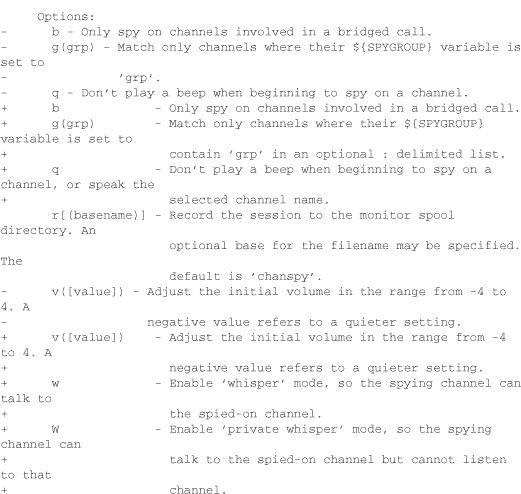 Options:
-      b - Only spy on channels involved in a bridged call.
-      g(grp) - Match only channels where their ${SPYGROUP} variable is
set to
-                'grp'.
-      q - Don't play a beep when beginning to spy on a channel.
+      b              - Only spy on channels involved in a bridged call.
+      g(grp)         - Match only channels where their ${SPYGROUP}
variable is set to
+                       contain 'grp' in an optional : delimited list.
+      q              - Don't play a beep when beginning to spy on a
channel, or speak the
+                       selected channel name.
       r[(basename)] - Record the session to the monitor spool
directory. An
                        optional base for the filename may be specified.
The
                        default is 'chanspy'.
-      v([value]) - Adjust the initial volume in the range from -4 to
4. A
-                    negative value refers to a quieter setting.
+      v([value])     - Adjust the initial volume in the range from -4
to 4. A
+                       negative value refers to a quieter setting.
+      w              - Enable 'whisper' mode, so the spying channel can
talk to
+                       the spied-on channel.
+      W              - Enable 'private whisper' mode, so the spying
channel can
+                       talk to the spied-on channel but cannot listen
to that
+                       channel.